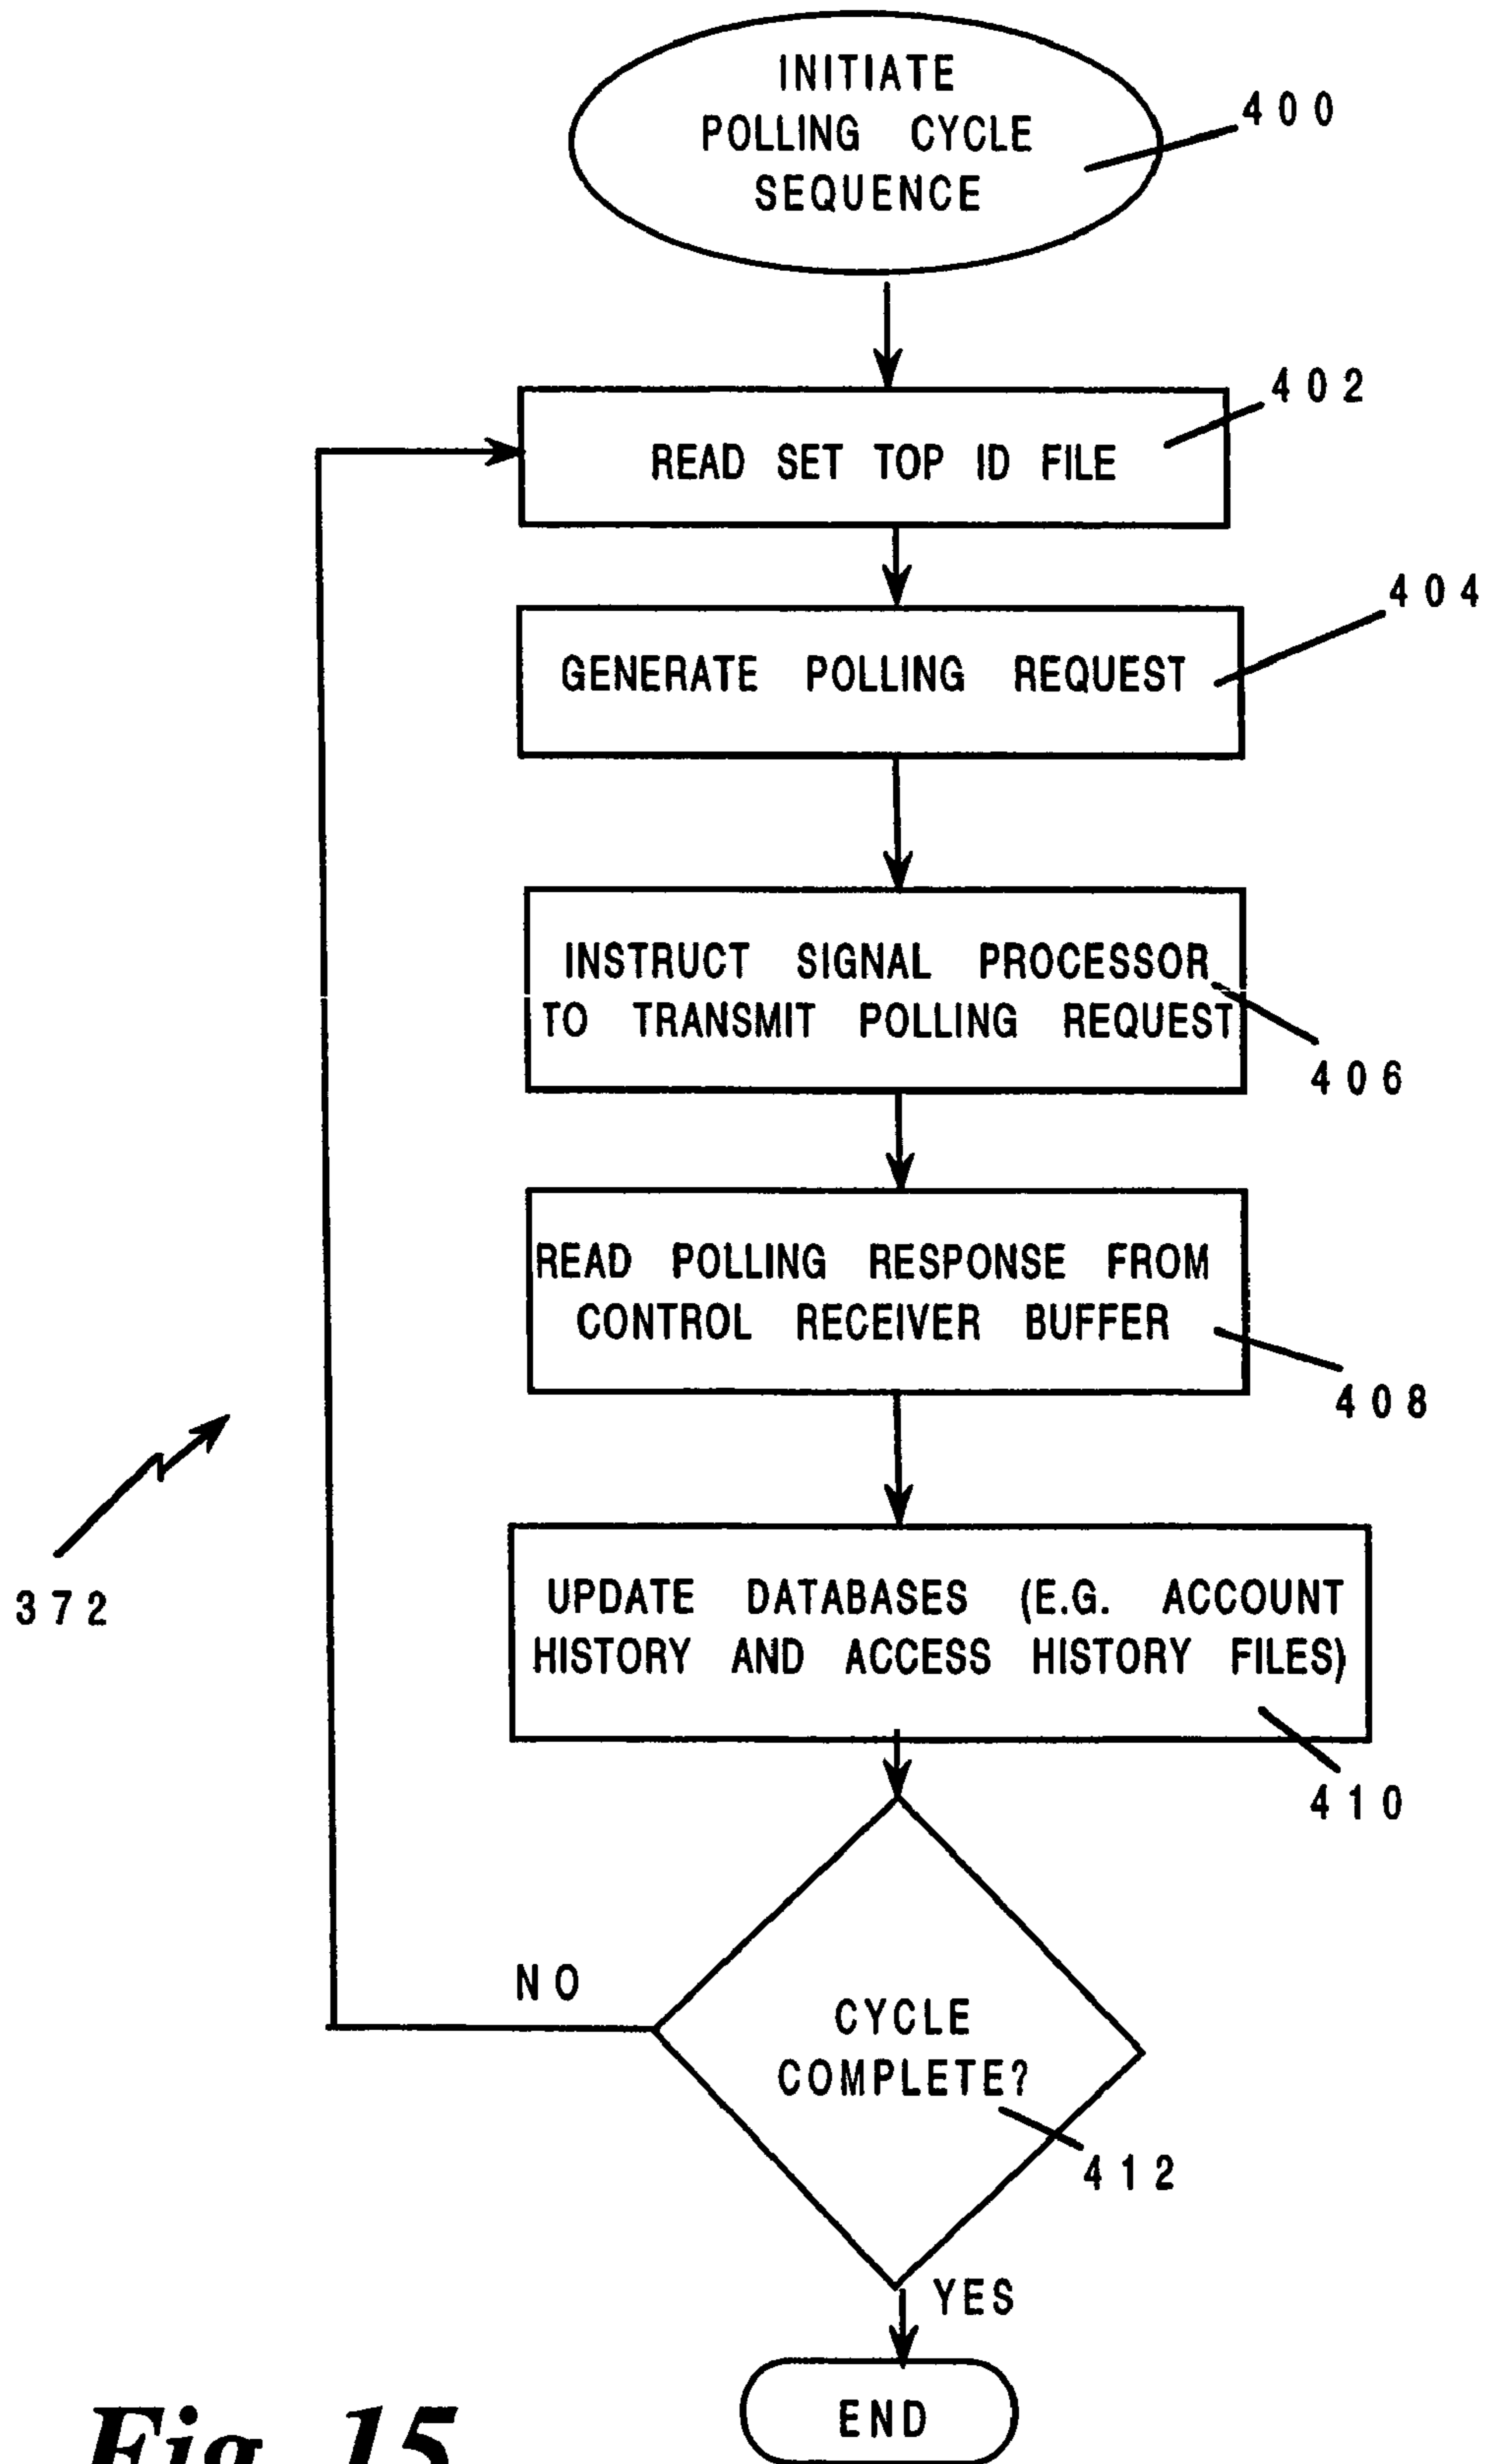 INITIATE
POLLING CYCLE
SEQUENCE
400
402
READ SET TOP ID FILE
404
GENERATE POLLING REQUEST
INSTRUCT SIGNAL PROCESSOR
TO TRANSMIT POLLING REQUEST
406
READ POLLING RESPONSE FROM
CONTROL RECEIVER BUFFER
408
372
UPDATE DATABASES (E.G. ACCOUNT
HISTORY AND ACCESS HISTORY FILES)
410
NO
CYCLE
COMPLETE?
412
YES
END
Fig. 15